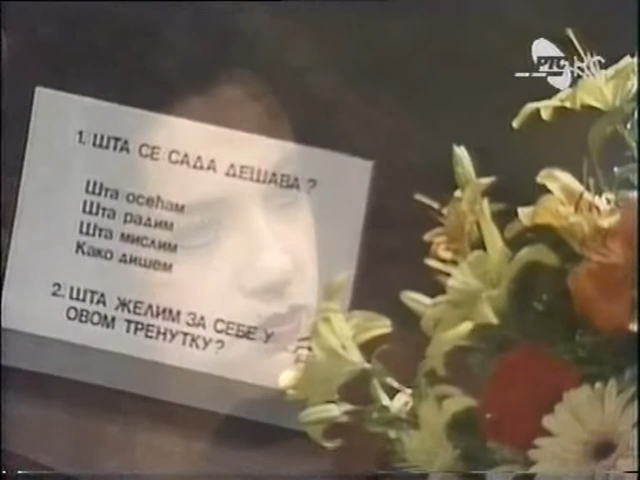 РТС
1. ШТА СЕ САДА ДЕШАВА?
Шта осећам
Шта радим
Шта мислим
Како дишем
2. ШТА ЖЕЛИМ ЗА СЕБЕ У
ОВОМ ТРЕНУТКУ?